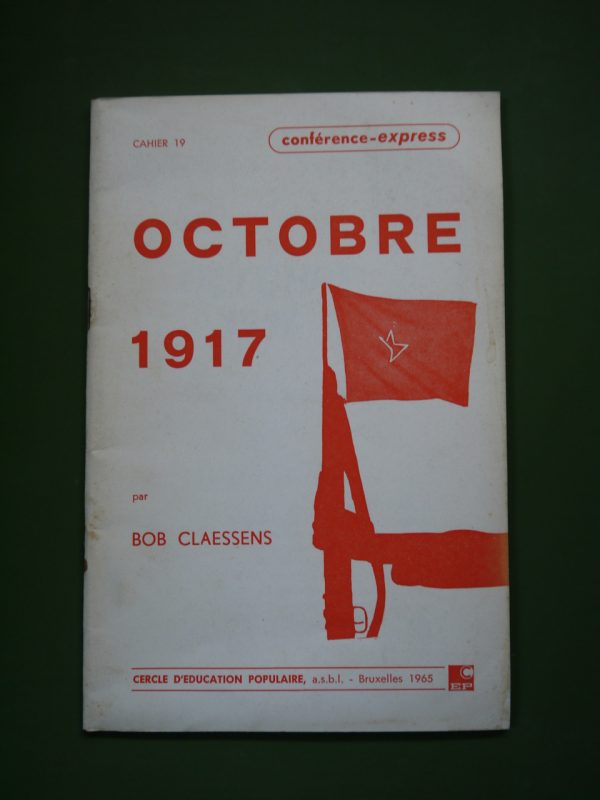 CAHIER 19
conférence-express
OCTOBRE
1917
par
BOB CLAESSENS
CERCLE D'EDUCATION POPULAIRE, a.s.b.l. - Bruxelles 1965
C
EP